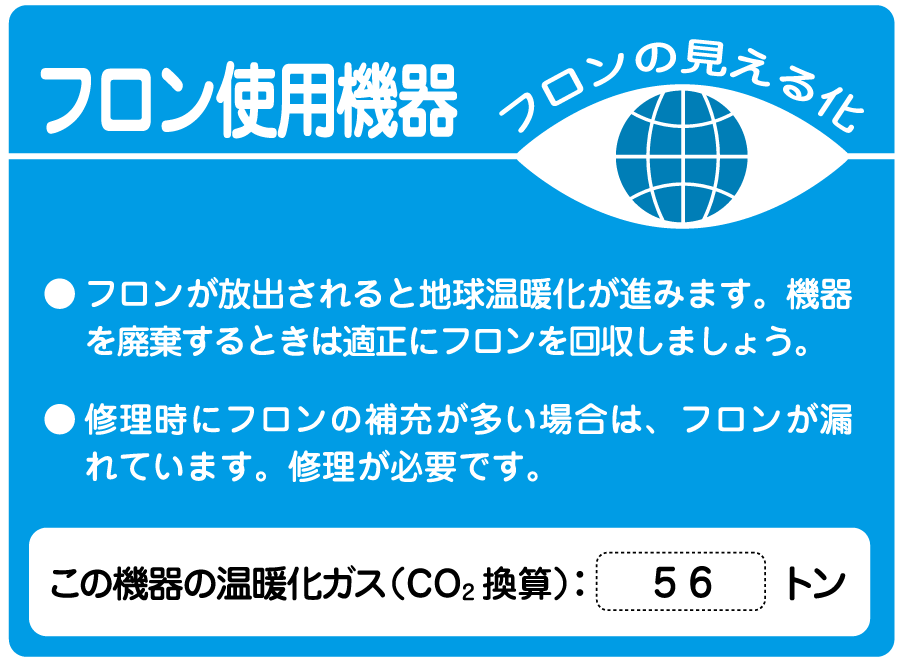 フロン使用機器
フロンの見える化
● フロンが放出されると地球温暖化が進みます。機器
を廃棄するときは適正にフロンを回収しましょう。
● 修理時にフロンの補充が多い場合は、フロンが漏
れています。修理が必要です。
この機器の温暖化ガス(CO₂換算): 56 トン